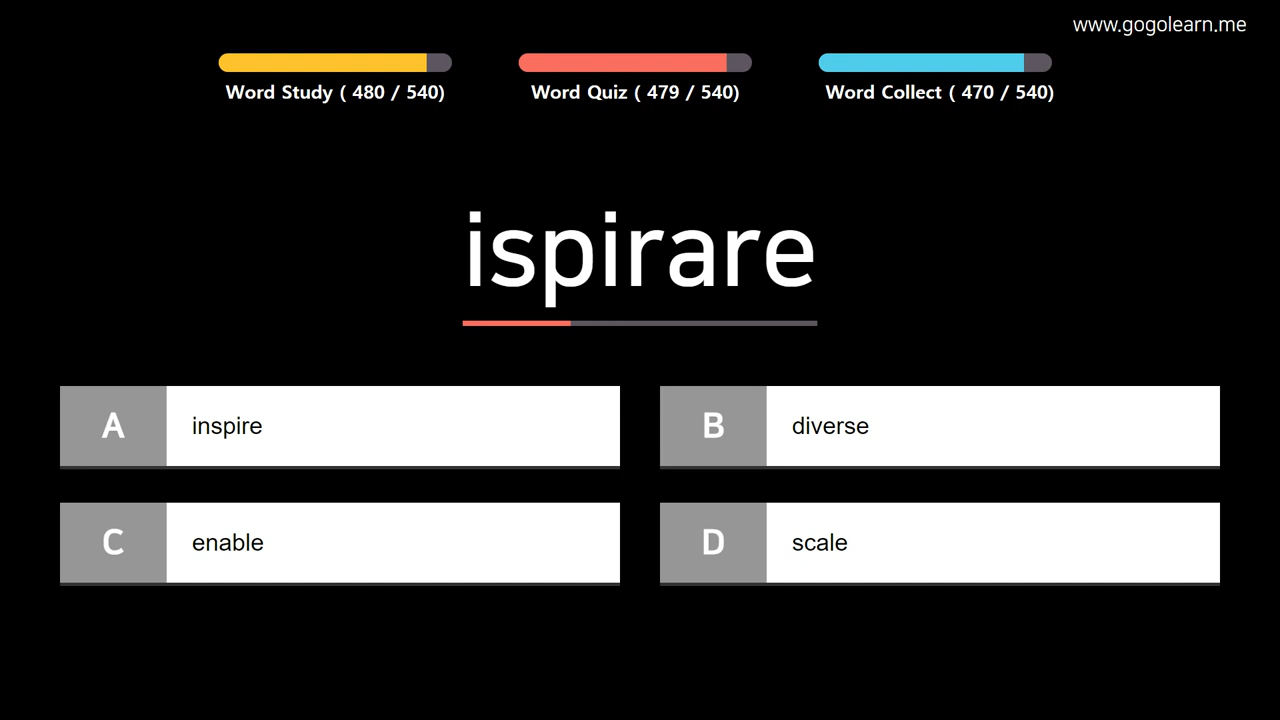 www.gogolearn.me
Word Study ( 480 / 540)
Word Quiz ( 479 / 540)
Word Collect ( 470 / 540)
ispirare
A inspire
B diverse
C enable
D scale